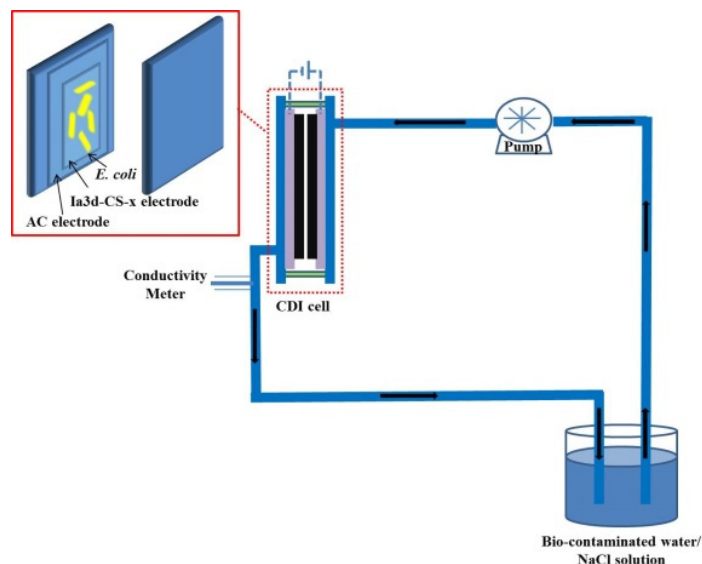 E. coli
Ia3d-CS-x electrode
AC electrode
Pump
Conductivity
Meter
CDI cell
Bio-contaminated water/
NaCl solution